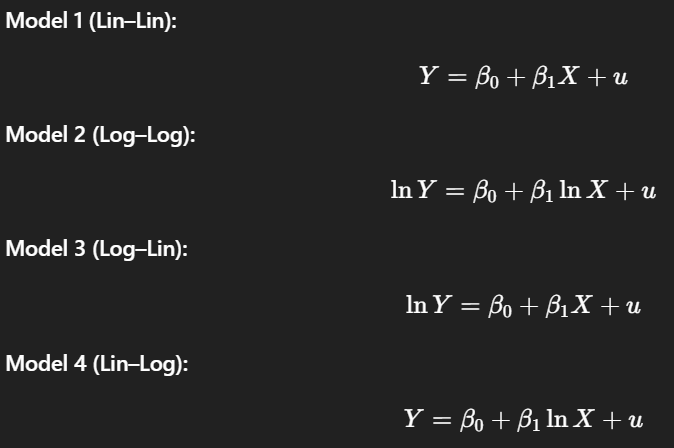 Model 1 (Lin–Lin):
Y = β₀ + β₁X + u
Model 2 (Log–Log):
ln Y = β₀ + β₁ ln X + u
Model 3 (Log–Lin):
ln Y = β₀ + β₁X + u
Model 4 (Lin–Log):
Y = β₀ + β₁ ln X + u